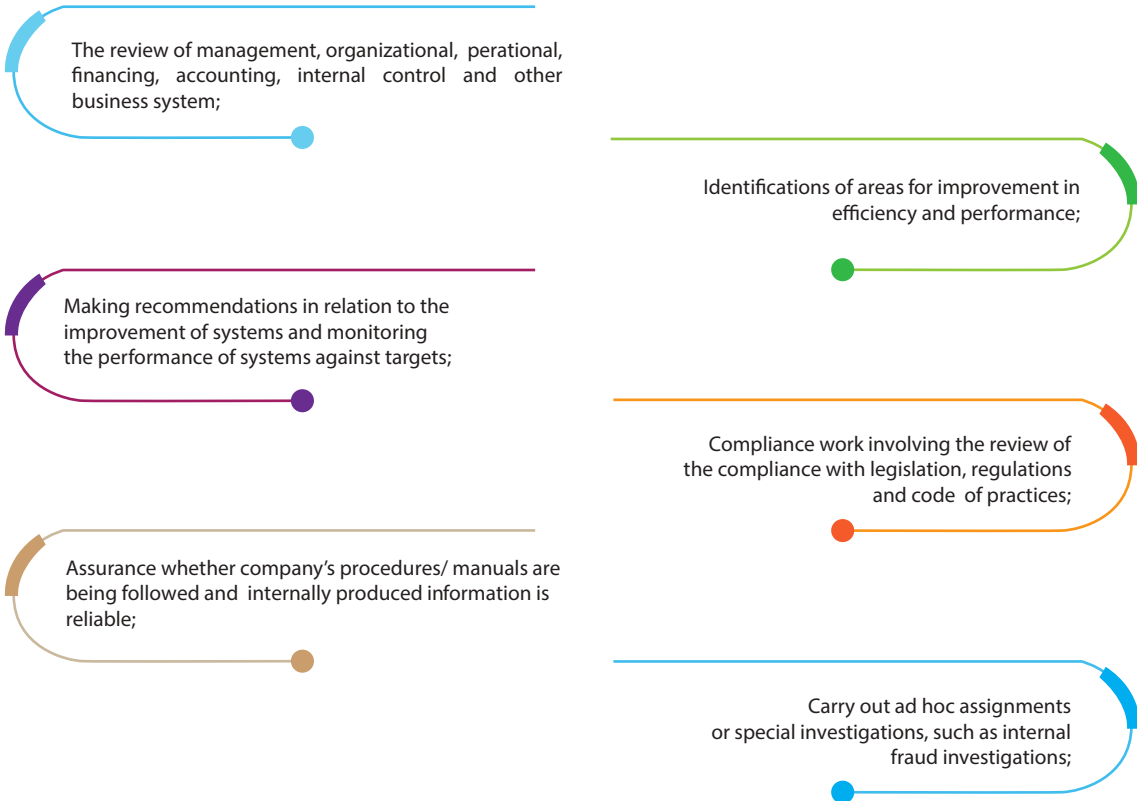 The review of management, organizational, perational,
financing, accounting, internal control and other
business system;
Identifications of areas for improvement in
efficiency and performance;
Making recommendations in relation to the
improvement of systems and monitoring
the performance of systems against targets;
Compliance work involving the review of
the compliance with legislation, regulations
and code of practices;
Assurance whether company's procedures/ manuals are
being followed and internally produced information is
reliable;
Carry out ad hoc assignments
or special investigations, such as internal
fraud investigations;